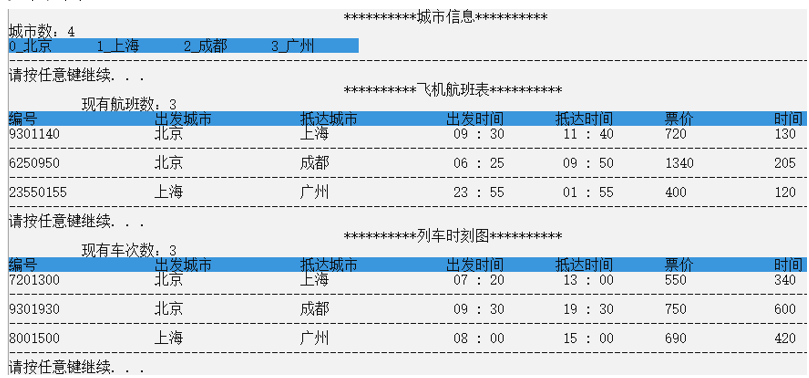 **********城市信息**********
城市数: 4
0_北京 1_上海 2_成都 3_广州
请按任意键继续. . .
**********飞机航班表**********
现有航班数: 3
编号 出发城市 抵达城市 出发时间 抵达时间 票价 时间
9301140 北京 上海 09 : 30 11 : 40 720 130
6250950 北京 成都 06 : 25 09 : 50 1340 205
23550155 上海 广州 23 : 55 01 : 55 400 120
请按任意键继续. . .
**********列车时刻图**********
现有车次数: 3
编号 出发城市 抵达城市 出发时间 抵达时间 票价 时间
7201300 北京 上海 07 : 20 13 : 00 550 340
9301930 北京 成都 09 : 30 19 : 30 750 600
8001500 上海 广州 08 : 00 15 : 00 690 420
请按任意键继续. . .